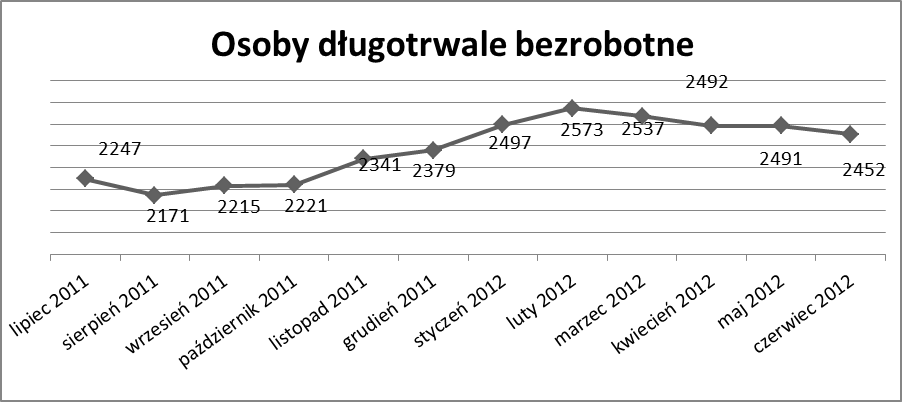 Osoby długotrwale bezrobotne
2247
2171
2215
2221
2341
2379
2497
2573
2537
2492
2491
2452
lipiec 2011
sierpień 2011
wrzesień 2011
październik 2011
listopad 2011
grudzień 2011
styczeń 2012
luty 2012
marzec 2012
kwiecień 2012
maj 2012
czerwiec 2012